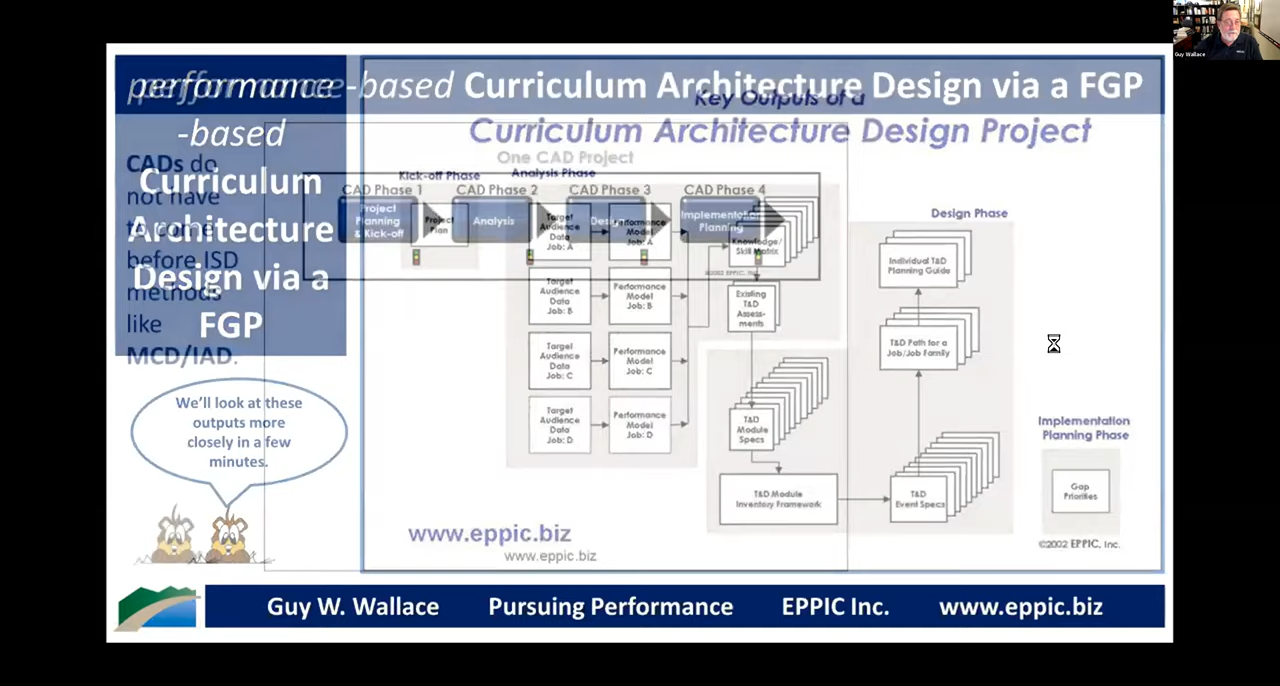 Guy Wallace
performance-based Curriculum Architecture Design via a FGP
performance
-based
Curriculum
Architecture
Design via a
FGP
CADs do
not have
to come
before ISD
methods
like
MCD/IAD.
Key Outputs of a
Curriculum Architecture Design Project
One CAD Project
Kick-off Phase
Analysis Phase
CAD Phase 1
CAD Phase 2
CAD Phase 3
CAD Phase 4
Project
Planning
& Kick-off
Project
Plan
Analysis
Design
Implementation
Planning
Target
Audience
Data
Job: A
Performance
Model
Job: A
Knowledge/
Skill Matrix
Target
Audience
Data
Job: B
Performance
Model
Job: B
Existing
T&D
Assess-
ments
Target
Audience
Data
Job: C
Performance
Model
Job: C
Target
Audience
Data
Job: D
Performance
Model
Job: D
T&D
Module
Specs
T&D Module
Inventory Framework
Design Phase
Individual T&D
Planning Guide
T&D Path for a
Job/Job Family
T&D
Event Specs
Implementation
Planning Phase
Gap
Priorities
©2002 EPPIC, Inc.
We'll look at these
outputs more
closely in a few
minutes.
www.eppic.biz
www.eppic.biz
Guy W. Wallace Pursuing Performance EPPIC Inc. www.eppic.biz